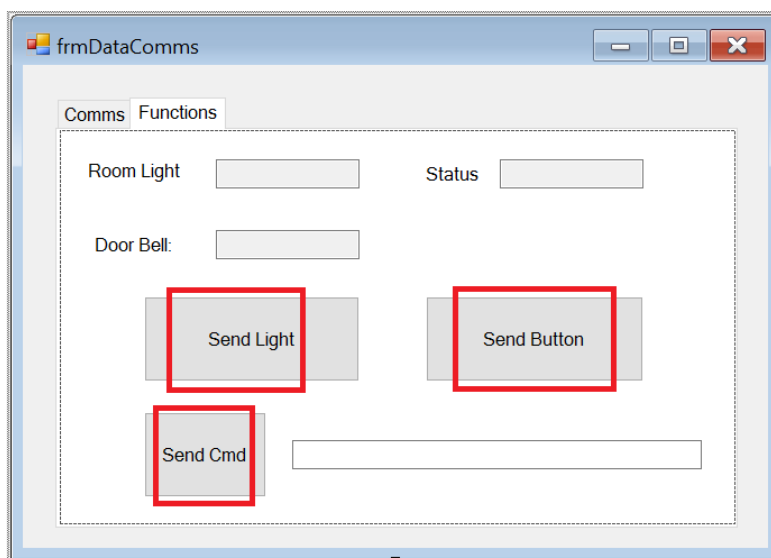 frmDataComms
Comms Functions
Room Light Status
Door Bell:
Send Light Send Button
Send Cmd